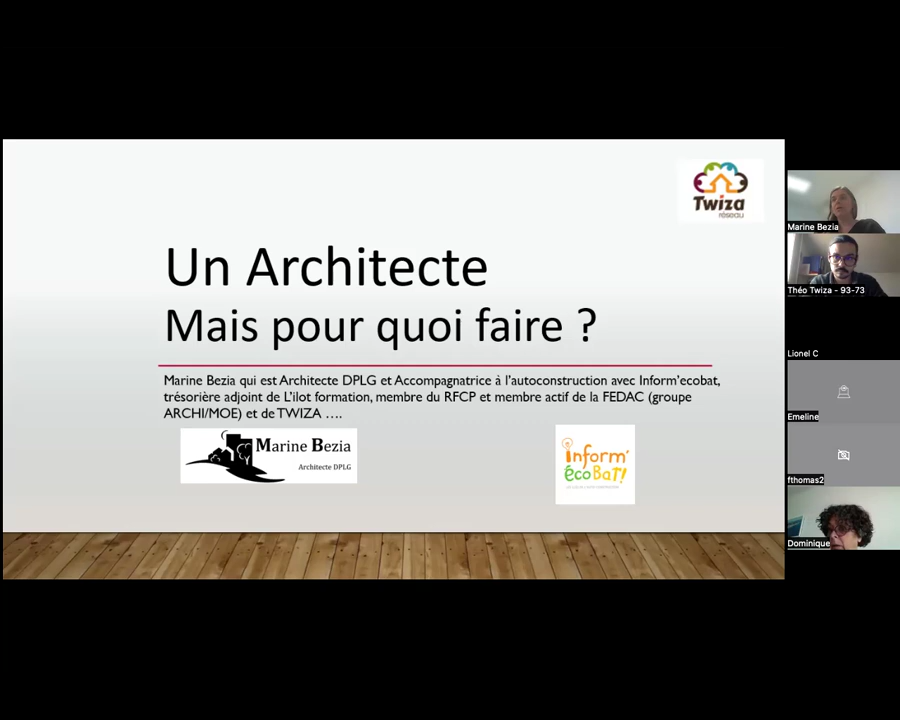 Twiza
réseau
Un Architecte
Mais pour quoi faire ?
Marine Bezia qui est Architecte DPLG et Accompagnatrice à l'autoconstruction avec Inform'ecobat,
trésorière adjoint de L'ilot formation, membre du RFCP et membre actif de la FEDAC (groupe
ARCHI/MOE) et de TWIZA ....
Marine Bezia
Architecte DPLG
inform'
écoBaT!
Marine Bezia
Théo Twiza - 93-73
Lionel C
Emeline
fthomas2
Dominique